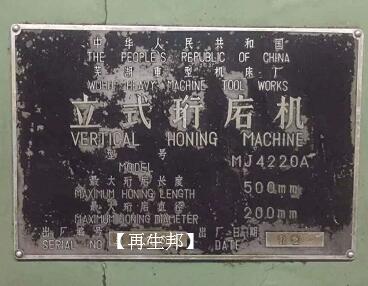 中华人民共和国
THE PEOPLE'S REPUBLIC OF CHINA
芜湖重型机床厂
WUHU HEAVY MACHINE TOOL WORKS
立式珩磨机
VERTICAL HONING MACHINE
型号 MJ4220A
MODEL
最大珩磨长度 500mm
MAXIMUM HONING LENGTH
最大珩磨直径 200mm
MAXIMUM HONING DIAMETER
出厂编号 【再生邦】 出厂日期
SERIAL NO DATE